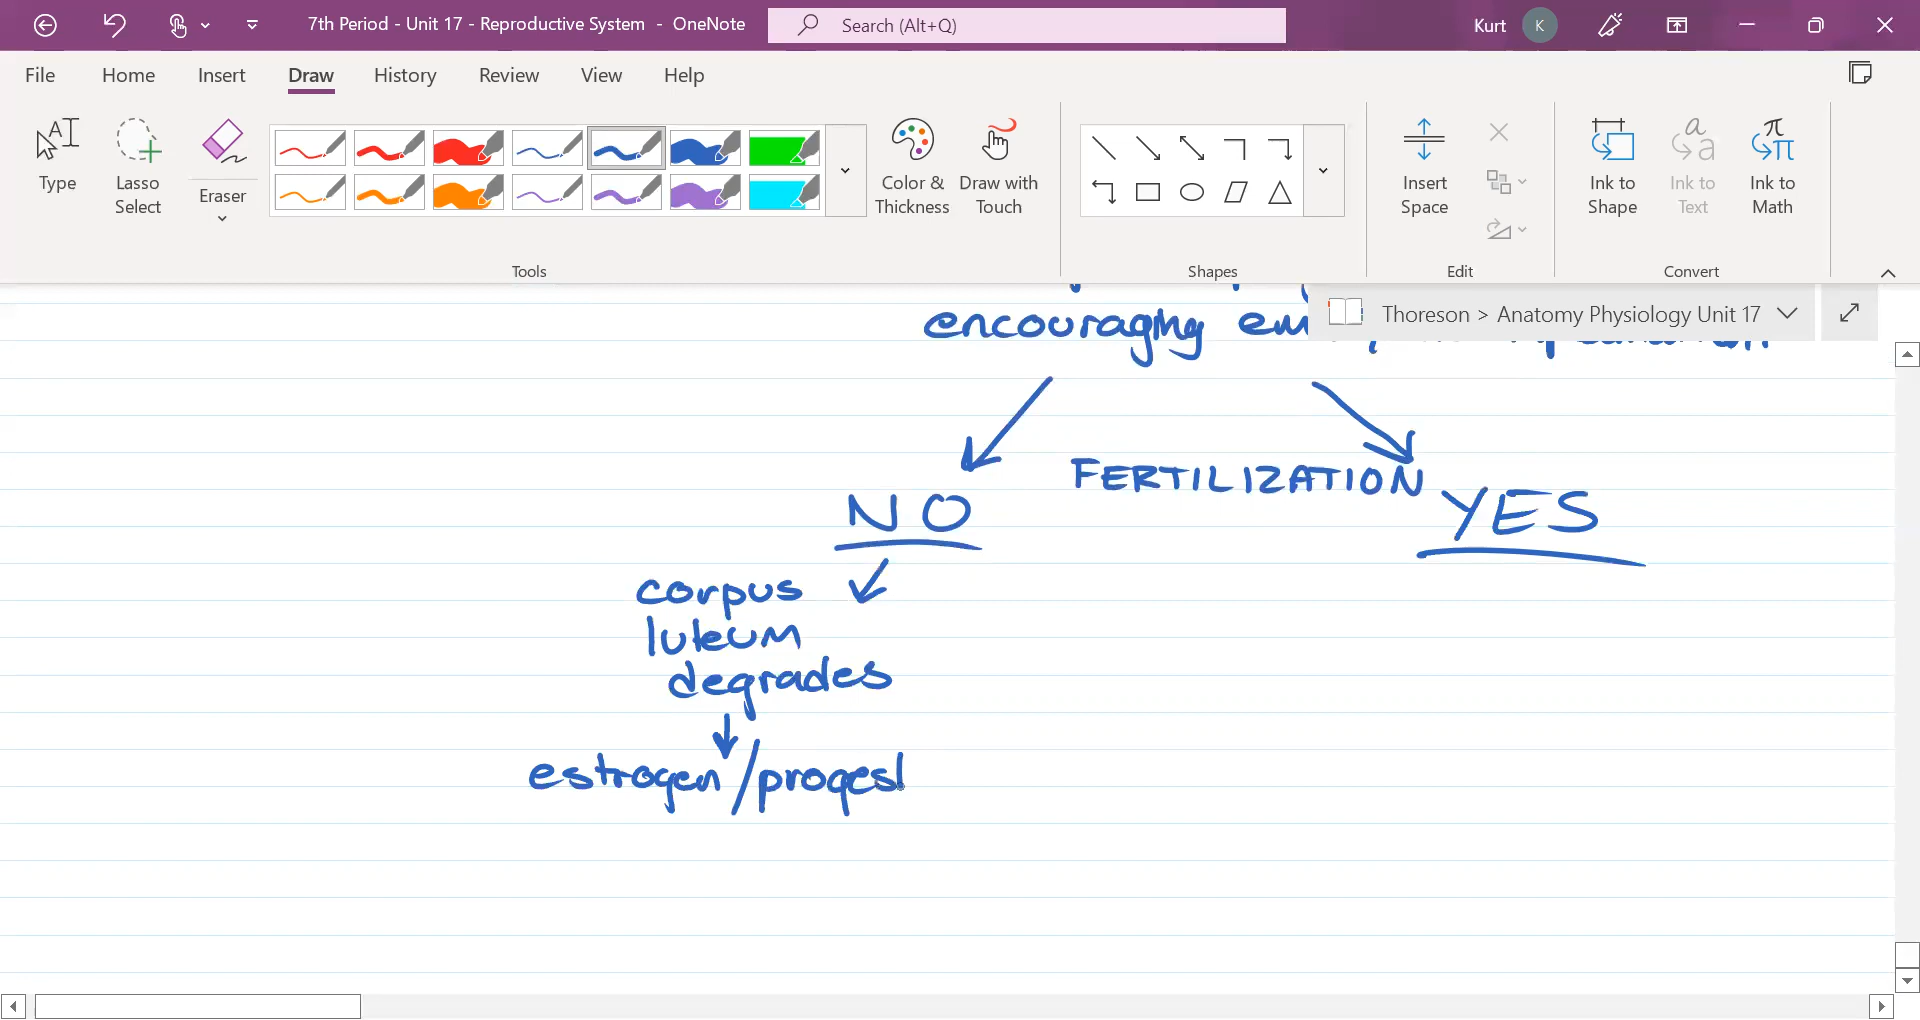 7th Period - Unit 17 - Reproductive System - OneNote
Search (Alt+Q)
Kurt K
File Home Insert Draw History Review View Help
Type
Lasso Select
Eraser
Color & Thickness
Draw with Touch
Insert Space
Ink to Shape
Ink to Text
Ink to Math
Tools
Shapes
Edit
Convert
Thoreson > Anatomy Physiology Unit 17
encouraging
FERTILIZATION
NO
YES
corpus
luteum
degrades
estrogen/progest